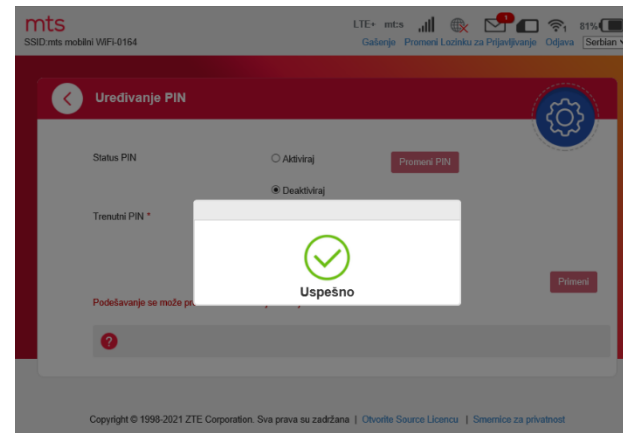 mts
LTE+ mt:s 1 81%
SSID:mts mobilni WiFi-0164
Gašenje Promeni Lozinku za Prijavljivanje Odjava Serbian
Uređivanje PIN
Status PIN Aktiviraj Promeni PIN
Deaktiviraj
Trenutni PIN *
Uspešno
Primeni
Podešavanje se može
?
Copyright © 1998-2021 ZTE Corporation. Sva prava su zadržana | Otvorite Source Licencu | Smernice za privatnost